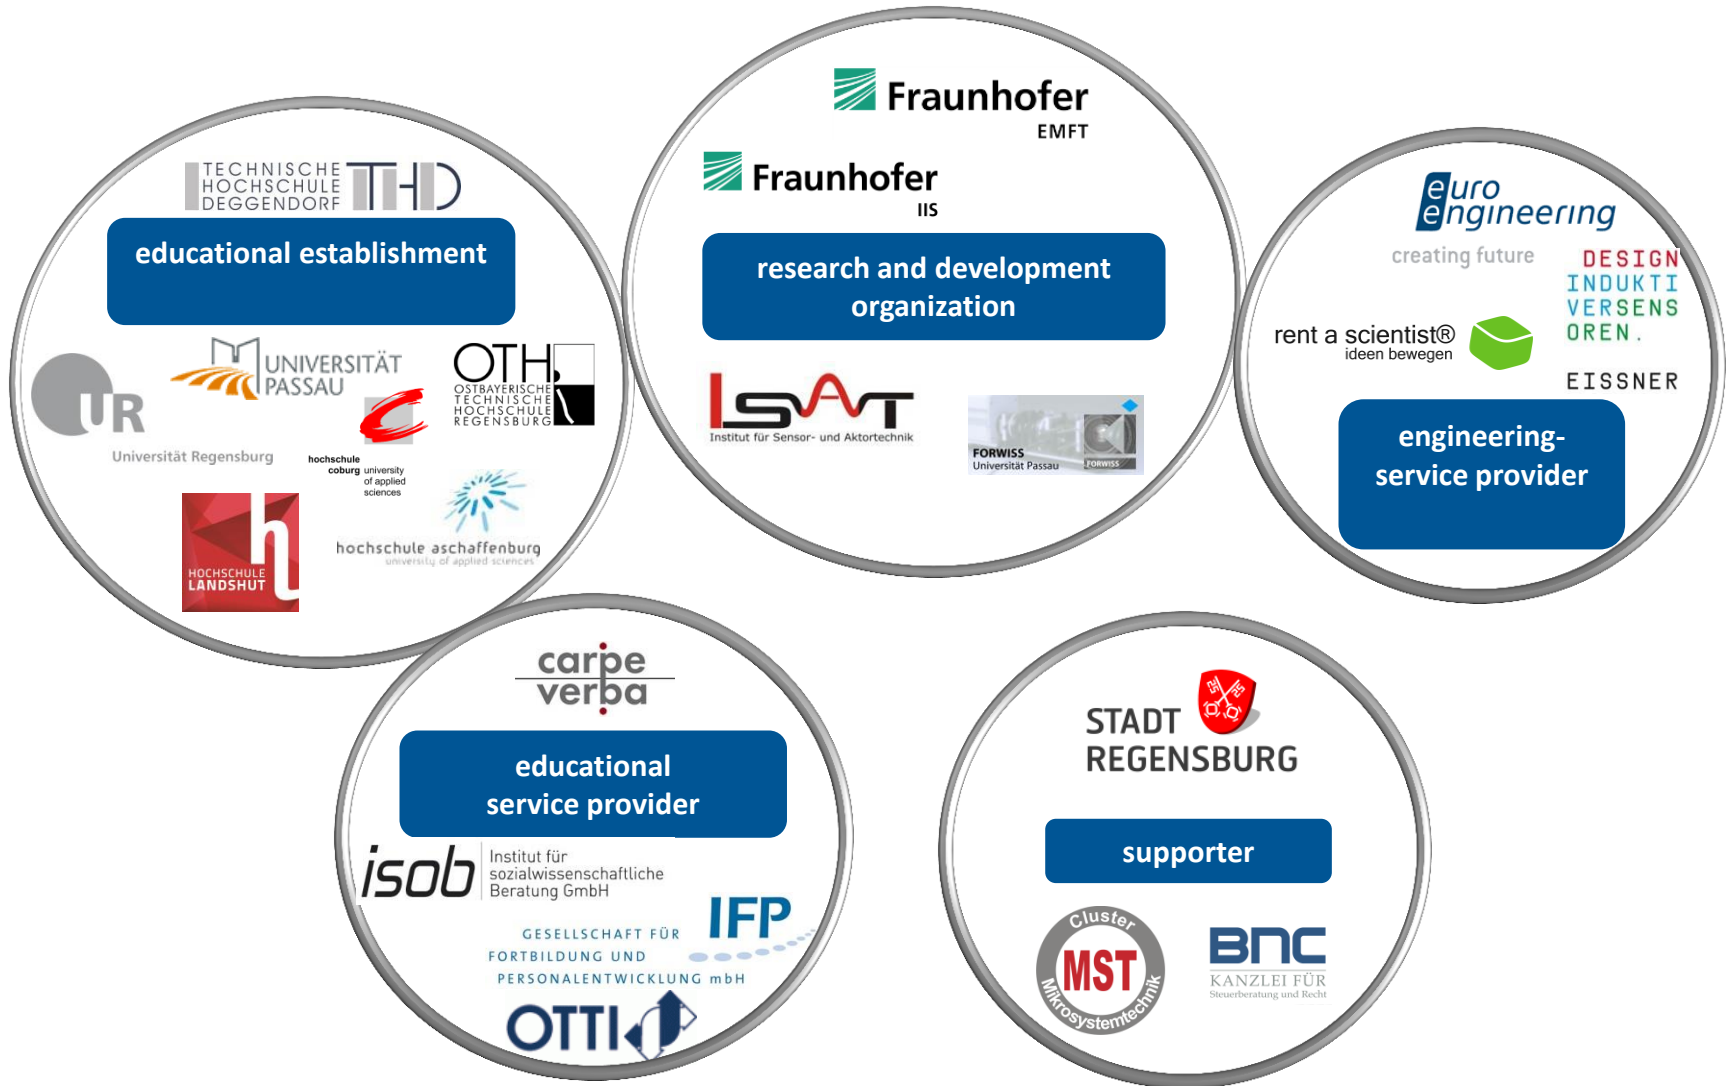 TECHNISCHE
HOCHSCHULE
DEGGENDORF
THD
educational establishment
UR
Universität Regensburg
UNIVERSITÄT
PASSAU
OTH
OSTBAYERISCHE
TECHNISCHE
HOCHSCHULE
REGENSBURG
hochschule
coburg university
of applied
sciences
HOCHSCHULE
LANDSHUT
h
hochschule aschaffenburg
university of applied sciences
Fraunhofer
EMFT
Fraunhofer
IIS
research and development
organization
ISAT
Institut für Sensor- und Aktortechnik
FORWISS
Universität Passau
FORWISS
euro
engineering
creating future
DESIGN
INDUKTI
VERSENS
OREN.
EISSNER
rent a scientist®
ideen bewegen
engineering-
service provider
carpe
verba
educational
service provider
isob
Institut für
sozialwissenschaftliche
Beratung GmbH
IFP
GESELLSCHAFT FÜR
FORTBILDUNG UND
PERSONALENTWICKLUNG mbH
OTTI
STADT
REGENSBURG
supporter
Cluster
MST
Mikrosystemtechnik
BNC
KANZLEI FÜR
Steuerberatung und Recht